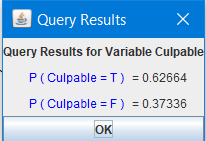 Query Results
Query Results for Variable Culpable
P ( Culpable = T ) = 0.62664
P ( Culpable = F ) = 0.37336
OK